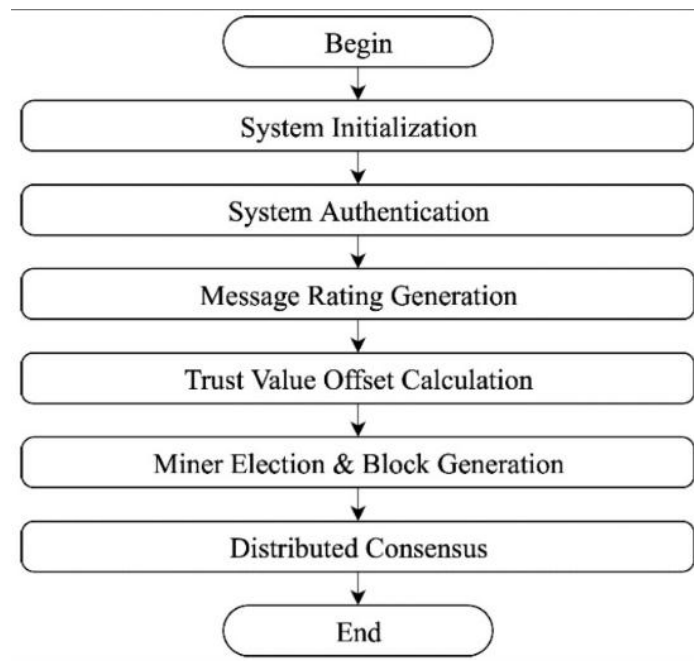 Begin
System Initialization
System Authentication
Message Rating Generation
Trust Value Offset Calculation
Miner Election & Block Generation
Distributed Consensus
End